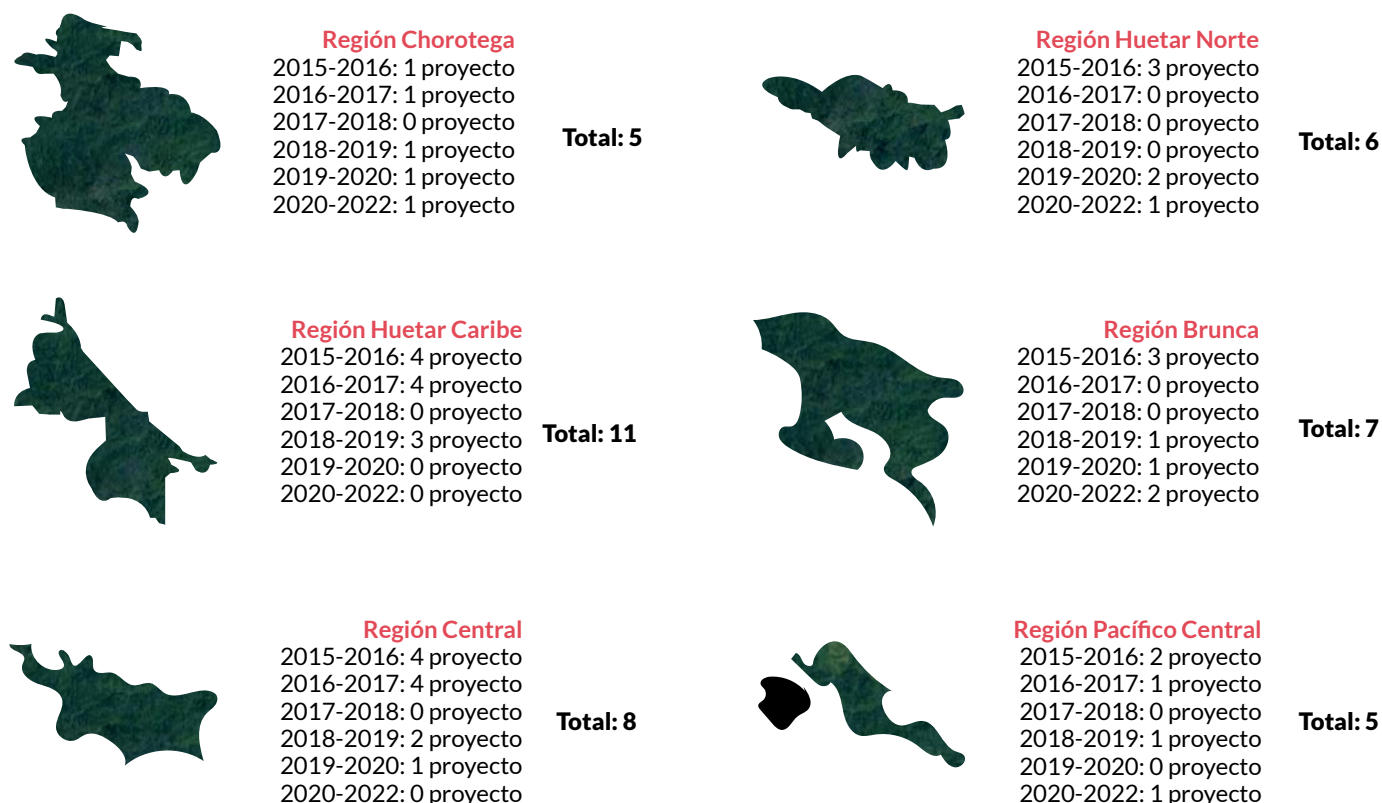 Región Chorotega
2015-2016: 1 proyecto
2016-2017: 1 proyecto
2017-2018: 0 proyecto
2018-2019: 1 proyecto
2019-2020: 1 proyecto
2020-2022: 1 proyecto
Total: 5
Región Huetar Norte
2015-2016: 3 proyecto
2016-2017: 0 proyecto
2017-2018: 0 proyecto
2018-2019: 0 proyecto
2019-2020: 2 proyecto
2020-2022: 1 proyecto
Total: 6
Región Huetar Caribe
2015-2016: 4 proyecto
2016-2017: 4 proyecto
2017-2018: 0 proyecto
2018-2019: 3 proyecto
2019-2020: 0 proyecto
2020-2022: 0 proyecto
Total: 11
Región Brunca
2015-2016: 3 proyecto
2016-2017: 0 proyecto
2017-2018: 0 proyecto
2018-2019: 1 proyecto
2019-2020: 1 proyecto
2020-2022: 2 proyecto
Total: 7
Región Central
2015-2016: 4 proyecto
2016-2017: 4 proyecto
2017-2018: 0 proyecto
2018-2019: 2 proyecto
2019-2020: 1 proyecto
2020-2022: 0 proyecto
Total: 8
Región Pacífico Central
2015-2016: 2 proyecto
2016-2017: 1 proyecto
2017-2018: 0 proyecto
2018-2019: 1 proyecto
2019-2020: 0 proyecto
2020-2022: 1 proyecto
Total: 5